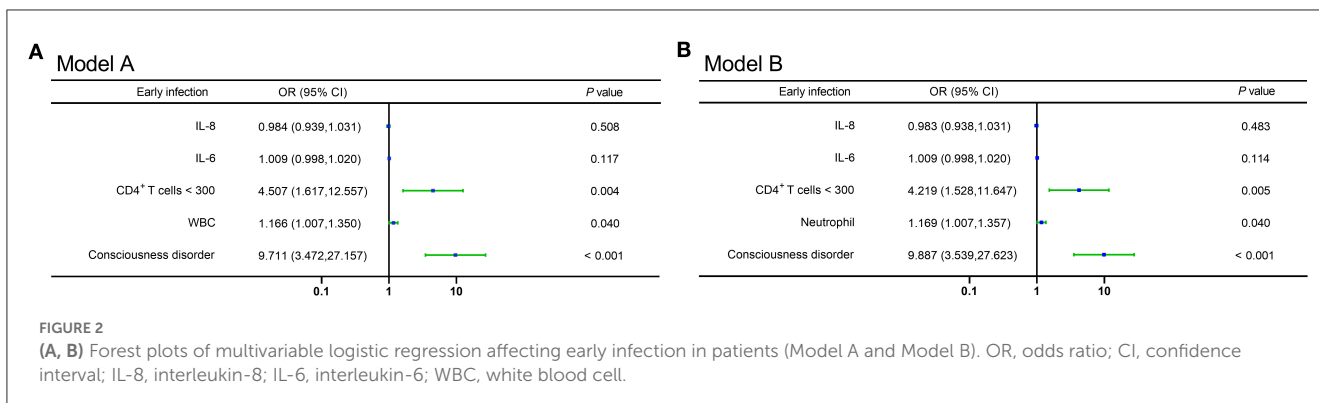 A
Model A
Early infection OR (95% CI) P value
IL-8 0.984 (0.939,1.031) 0.508
IL-6 1.009 (0.998,1.020) 0.117
CD4+ T cells < 300 4.507 (1.617,12.557) 0.004
WBC 1.166 (1.007,1.350) 0.040
Consciousness disorder 9.711 (3.472,27.157) < 0.001
0.1 1 10
B
Model B
Early infection OR (95% CI) P value
IL-8 0.983 (0.938,1.031) 0.483
IL-6 1.009 (0.998,1.020) 0.114
CD4+ T cells < 300 4.219 (1.528,11.647) 0.005
Neutrophil 1.169 (1.007,1.357) 0.040
Consciousness disorder 9.887 (3.539,27.623) < 0.001
0.1 1 10
FIGURE 2
(A, B) Forest plots of multivariable logistic regression affecting early infection in patients (Model A and Model B). OR, odds ratio; CI, confidence
interval; IL-8, interleukin-8; IL-6, interleukin-6; WBC, white blood cell.